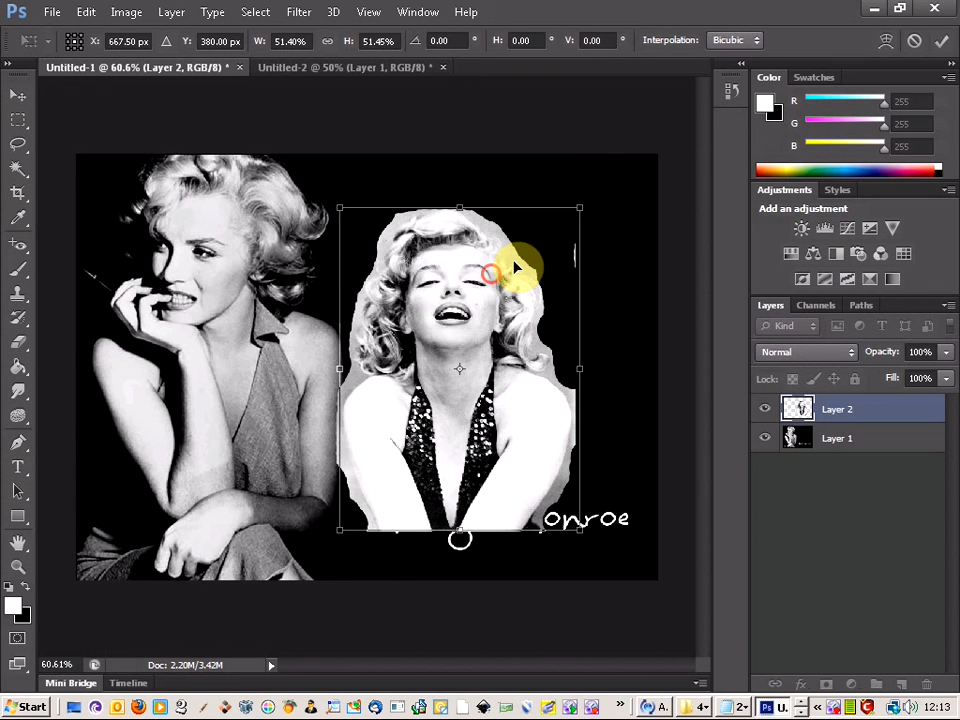 Ps File Edit Image Layer Type Select Filter 3D View Window Help
X: 667.50 px Y: 380.00 px W: 51.40% H: 51.45% 0.00 ° H: 0.00 ° V: 0.00 ° Interpolation: Bicubic
Untitled-1 @ 60.6% (Layer 2, RGB/8) * × Untitled-2 @ 50% (Layer 1, RGB/8) * ×
Color Swatches
R 255
G 255
B 255
Adjustments Styles
Add an adjustment
Layers Channels Paths
Kind
Normal Opacity: 100%
Lock: Fill: 100%
Layer 2
Layer 1
onroe
60.61% Doc: 2.20M/3.42M
Mini Bridge Timeline
Start A. 4 2 Ps U. 12:13